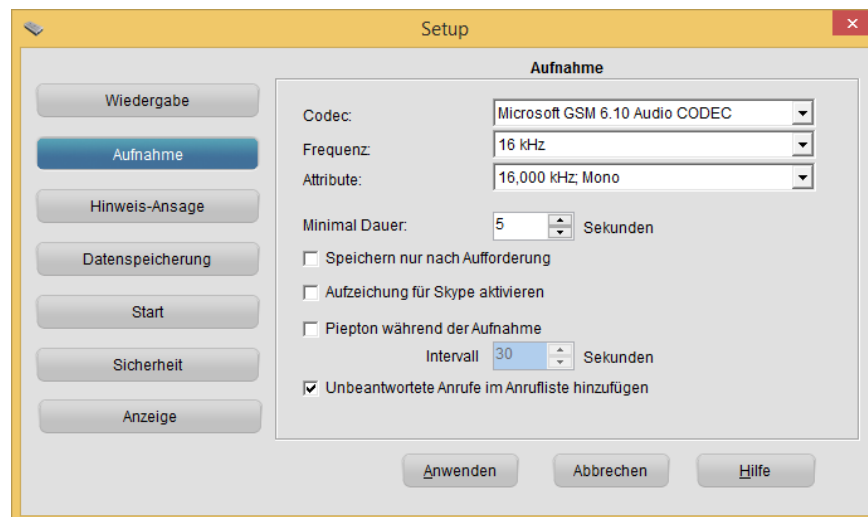 Setup
Wiedergabe
Aufnahme
Hinweis-Ansage
Datenspeicherung
Start
Sicherheit
Anzeige
Aufnahme
Codec: Microsoft GSM 6.10 Audio CODEC
Frequenz: 16 kHz
Attribute: 16,000 kHz; Mono
Minimal Dauer: 5 Sekunden
Speichern nur nach Aufforderung
Aufzeichung für Skype aktivieren
Piepton während der Aufnahme
Intervall 30 Sekunden
Unbeantwortete Anrufe im Anrufliste hinzufügen
Anwenden Abbrechen Hilfe